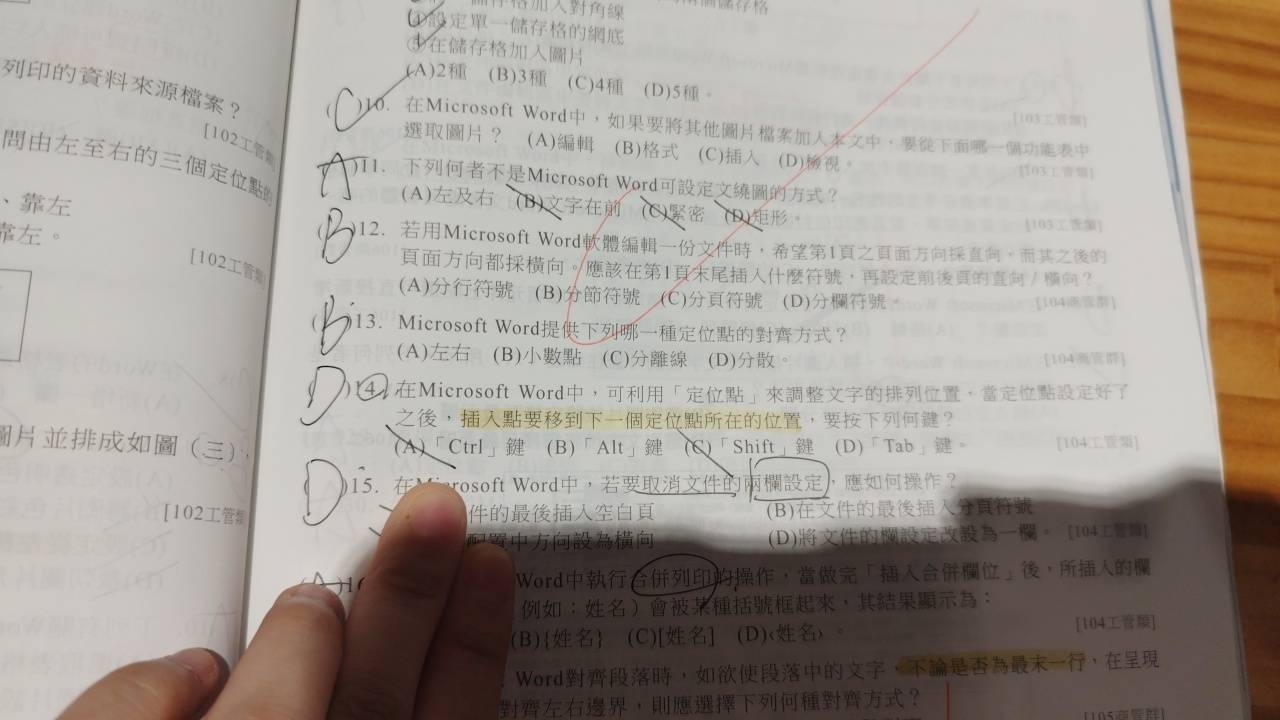 列印的資料來源檔案？
[102工管類]
問由左至右的三個定位點的
、靠左
靠左。
[102工管類]
圖片並排成如圖（三），
[102工管類]
儲存格加入對角線
④設定單一儲存格的網底
⑤在儲存格加入圖片
(A)2種 (B)3種 (C)4種 (D)5種。
[103工管類]
(C)10. 在Microsoft Word中，如果要將其他圖片檔案加入本文中，要從下面哪一個功能表中
選取圖片？ (A)編輯 (B)格式 (C)插入 (D)檢視。
[103工管類]
A 11. 下列何者不是Microsoft Word可設定文繞圖的方式？
(A)左及右 (B)文字在前 (C)緊密 (D)矩形。
[103工管類]
(B)12. 若用Microsoft Word軟體編輯一份文件時，希望第1頁之頁面方向採直向，而其之後的
頁面方向都採橫向。應該在第1頁末尾插入什麼符號，再設定前後頁的直向／橫向？
(A)分行符號 (B)分節符號 (C)分頁符號 (D)分欄符號。
[104商管群]
(B)13. Microsoft Word提供下列哪一種定位點的對齊方式？
(A)左右 (B)小數點 (C)分離線 (D)分散。
[104商管群]
(D)14. 在Microsoft Word中，可利用「定位點」來調整文字的排列位置，當定位點設定好了
之後，插入點要移到下一個定位點所在的位置，要按下列何鍵？
(A)「Ctrl」鍵 (B)「Alt」鍵 (C)「Shift」鍵 (D)「Tab」鍵。
[104工管類]
(D)15. 在Microsoft Word中，若要取消文件的兩欄設定，應如何操作？
件的最後插入空白頁 (B)在文件的最後插入分頁符號
配置中方向設為橫向 (D)將文件的欄設定改設為一欄。 [104工管類]
(A)1 Word中執行合併列印的操作，當做完「插入合併欄位」後，所插入的欄
例如：姓名）會被某種括號框起來，其結果顯示為：
(B){姓名} (C)[姓名] (D)‹姓名› 。
[104工管類]
Word對齊段落時，如欲使段落中的文字，不論是否為最末一行，在呈現
對齊左右邊界，則應選擇下列何種對齊方式？
[105商管群]